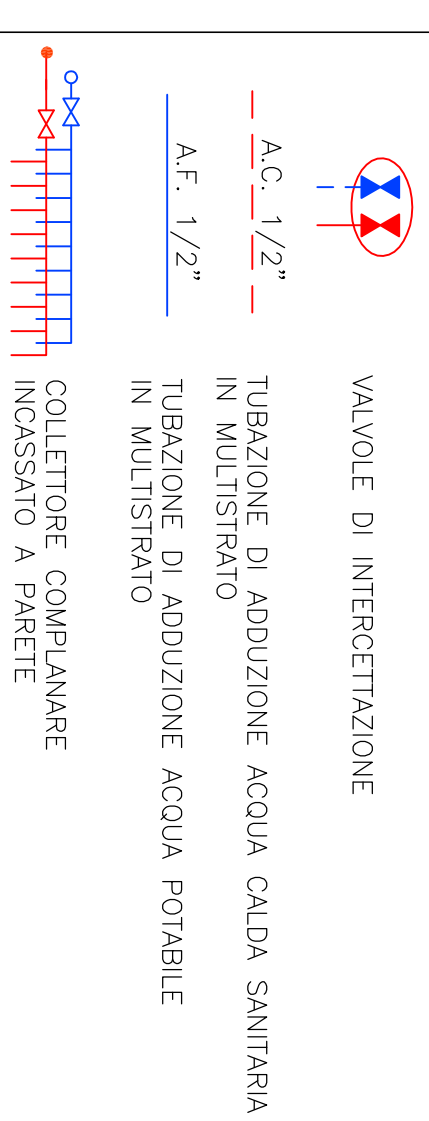 VALVOLE DI INTERCETTAZIONE
A.C. 1/2"
TUBAZIONE DI ADDUZIONE ACQUA CALDA SANITARIA
IN MULTISTRATO
A.F. 1/2"
TUBAZIONE DI ADDUZIONE ACQUA POTABILE
IN MULTISTRATO
COLLETTORE COMPLANARE
INCASSATO A PARETE